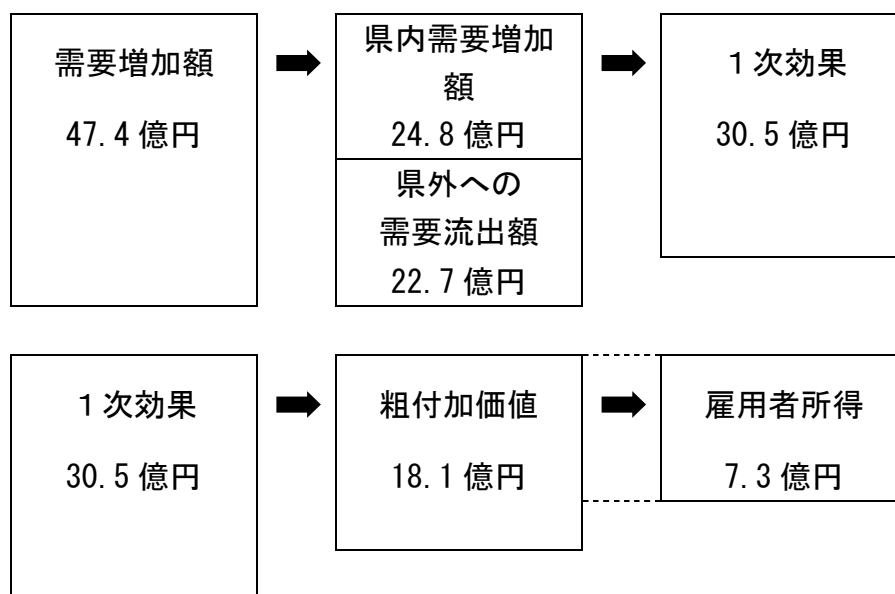 需要増加額
47.4 億円
県内需要増加
額
24.8 億円
県外への
需要流出額
22.7 億円
１次効果
30.5 億円
１次効果
30.5 億円
粗付加価値
18.1 億円
雇用者所得
7.3 億円